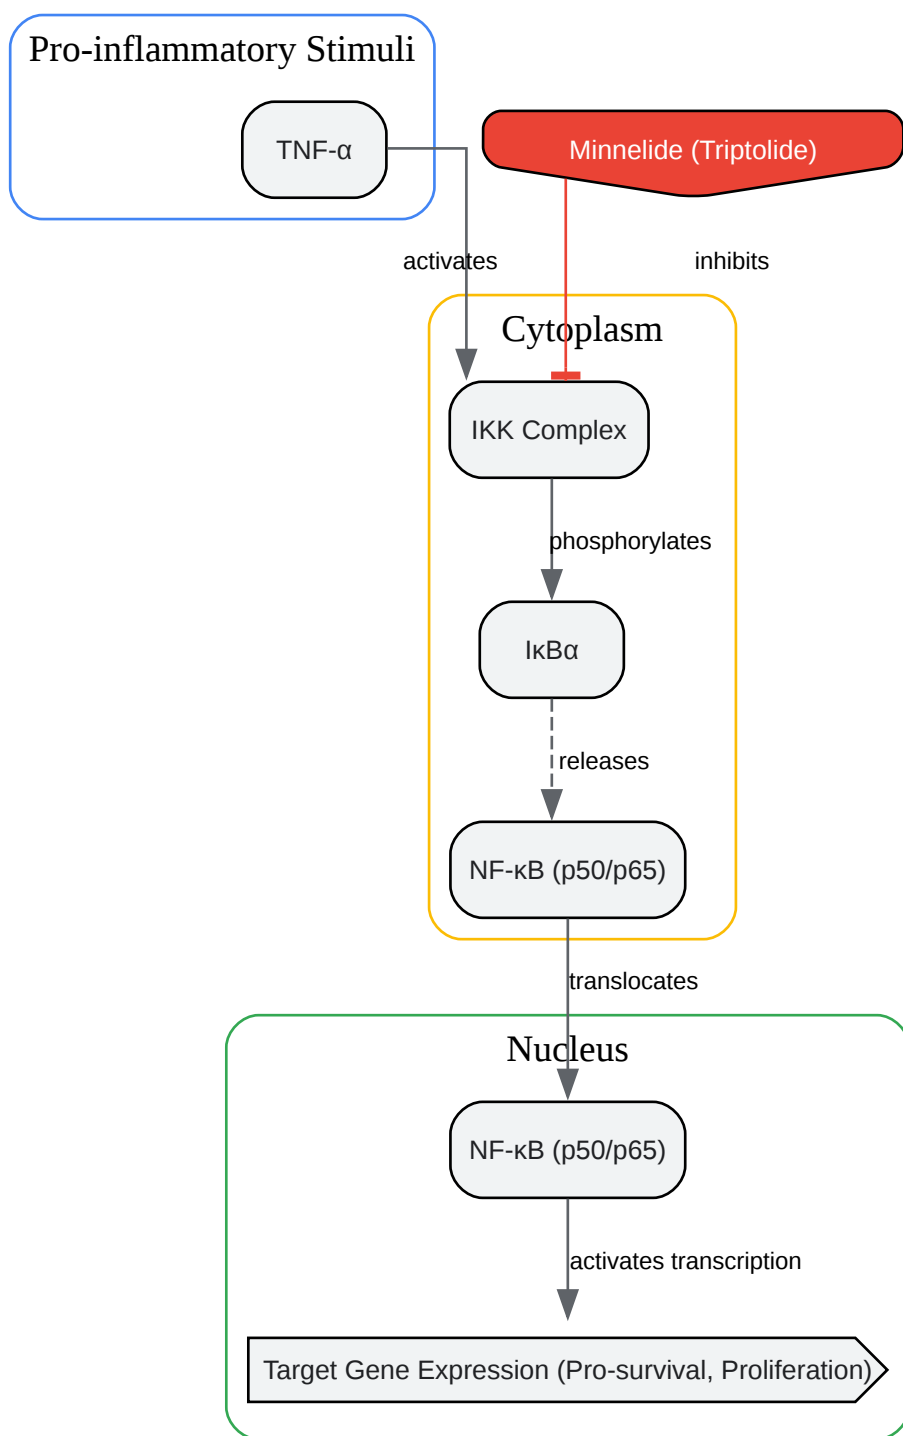 Pro-inflammatory Stimuli
TNF-α
Minnelide (Triptolide)
activates
inhibits
Cytoplasm
IKK Complex
phosphorylates
IκBα
releases
NF-κB (p50/p65)
translocates
Nucleus
NF-κB (p50/p65)
activates transcription
Target Gene Expression (Pro-survival, Proliferation)